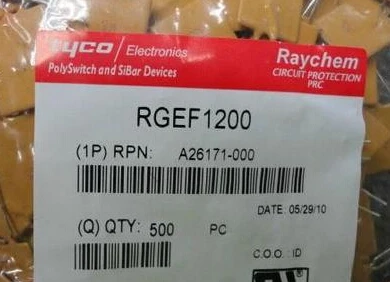 tyco / Electronics
PolySwitch and SiBar Devices
Raychem
CIRCUIT PROTECTION
PRC
RGEF1200
(1P) RPN: A26171-000
DATE: 05/29/10
(Q) QTY: 500 PC
C.O.O.: ID